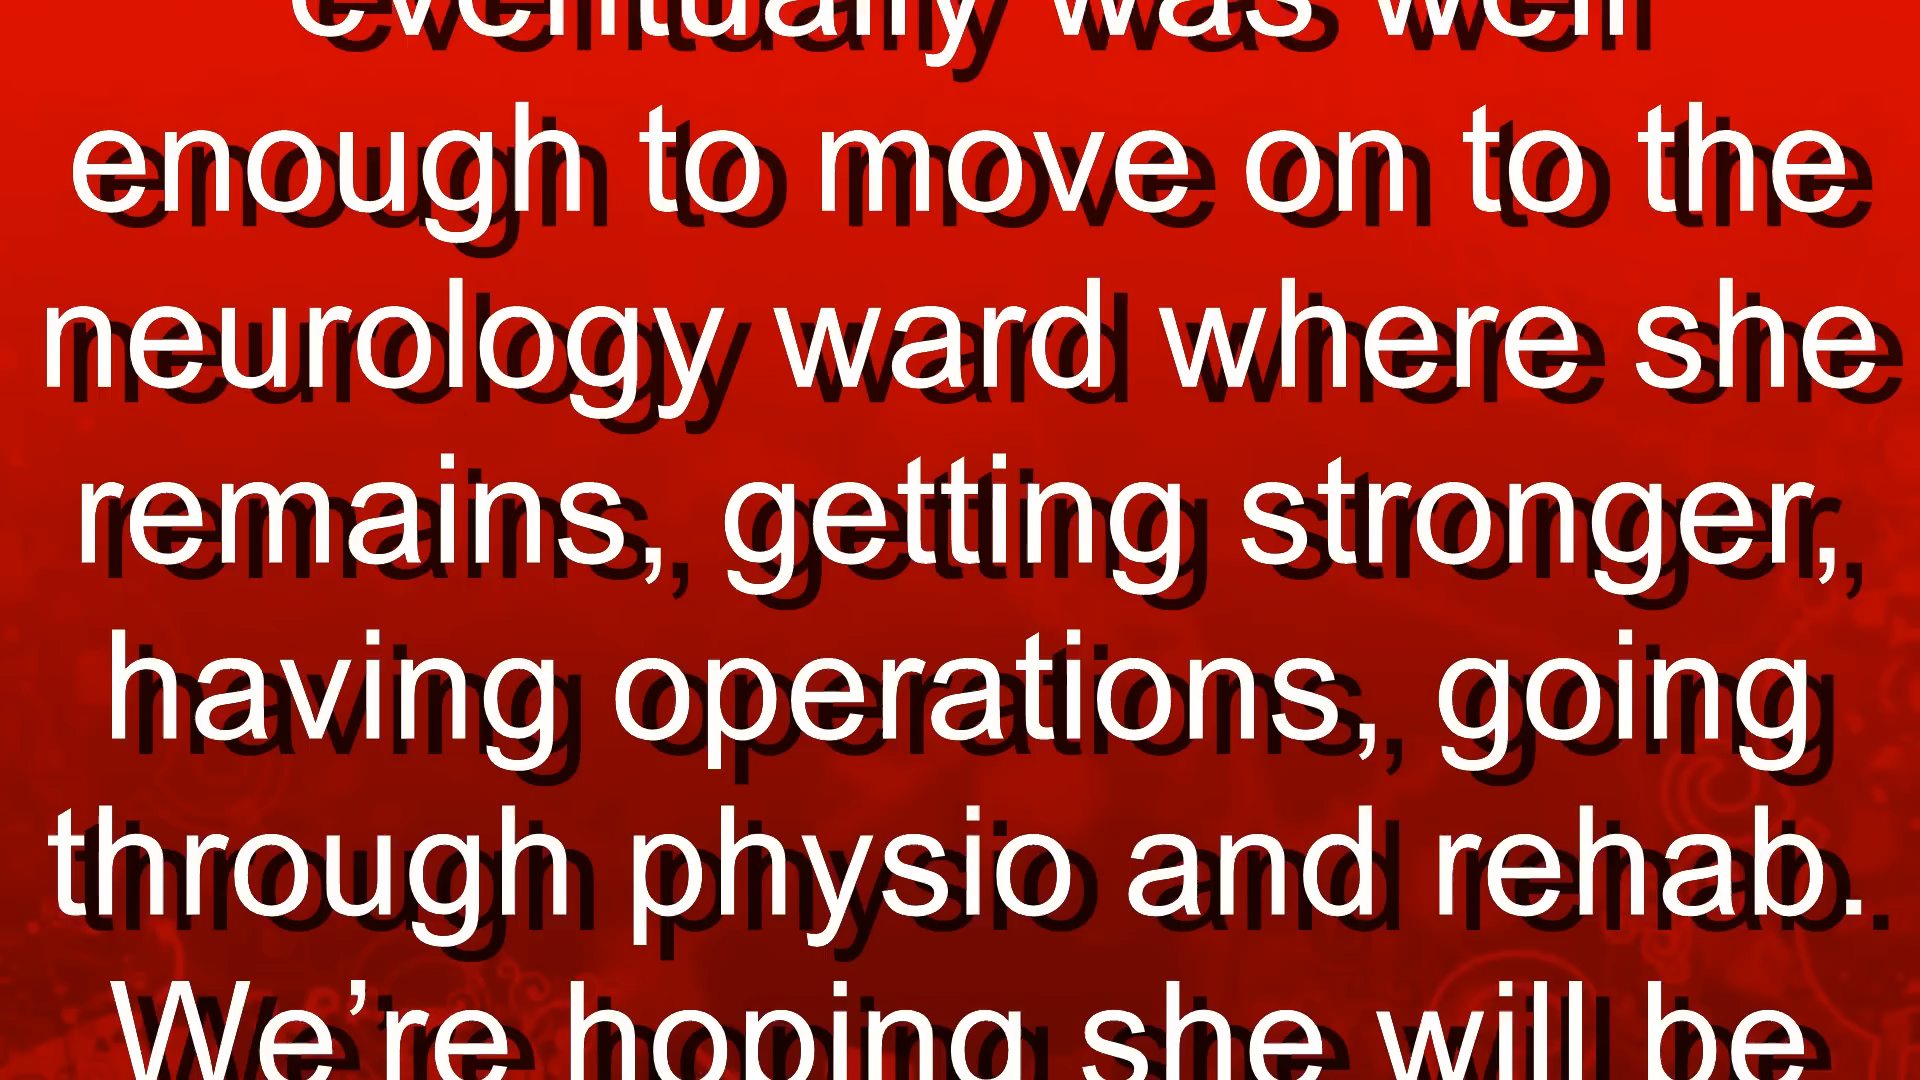 eventually was well
enough to move on to the
neurology ward where she
remains, getting stronger,
having operations, going
through physio and rehab.
We’re hoping she will be